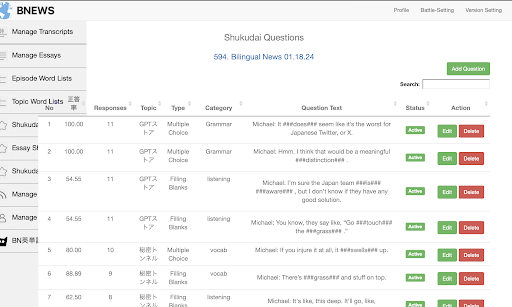 BNEWS
Profile
Battle-Setting
Version Setting
Manage Transcripts
Manage Essays
Episode Word Lists
Topic Word Lists
Shukudai
Essay Sh
Shukuda
Manage
Manage
BN英単語
Shukudai Questions
594. Bilingual News 01.18.24
Add Question
Search:
No 正答率 Responses Topic Type Category Question Text Status Action
1 100.00 11 GPTストア Multiple Choice Grammar Michael: It ###does### seem like it's the worst for Japanese Twitter, or X. Active Edit Delete
2 100.00 11 GPTストア Multiple Choice Grammar Michael: Hmm. I think that would be a meaningful ###distinction### . Active Edit Delete
3 54.55 11 GPTストア Filling Blanks listening Michael: I'm sure the Japan team ###is### ###aware### , but I don't know if they have any good solution. Active Edit Delete
4 54.55 11 GPTストア Filling Blanks listening Michael: You know, they say like, "Go ###touch### the ###grass### ." Active Edit Delete
5 80.00 10 秘密トンネル Multiple Choice vocab Michael: If you injure it at all, it ###swells### up. Active Edit Delete
6 88.89 9 秘密トンネル Filling Blanks vocab Michael: There's ###grass### and stuff on top. Active Edit Delete
7 62.50 8 秘密ト Filling listening Michael: It's like, this deep. It'll go, like, Active Edit Delete